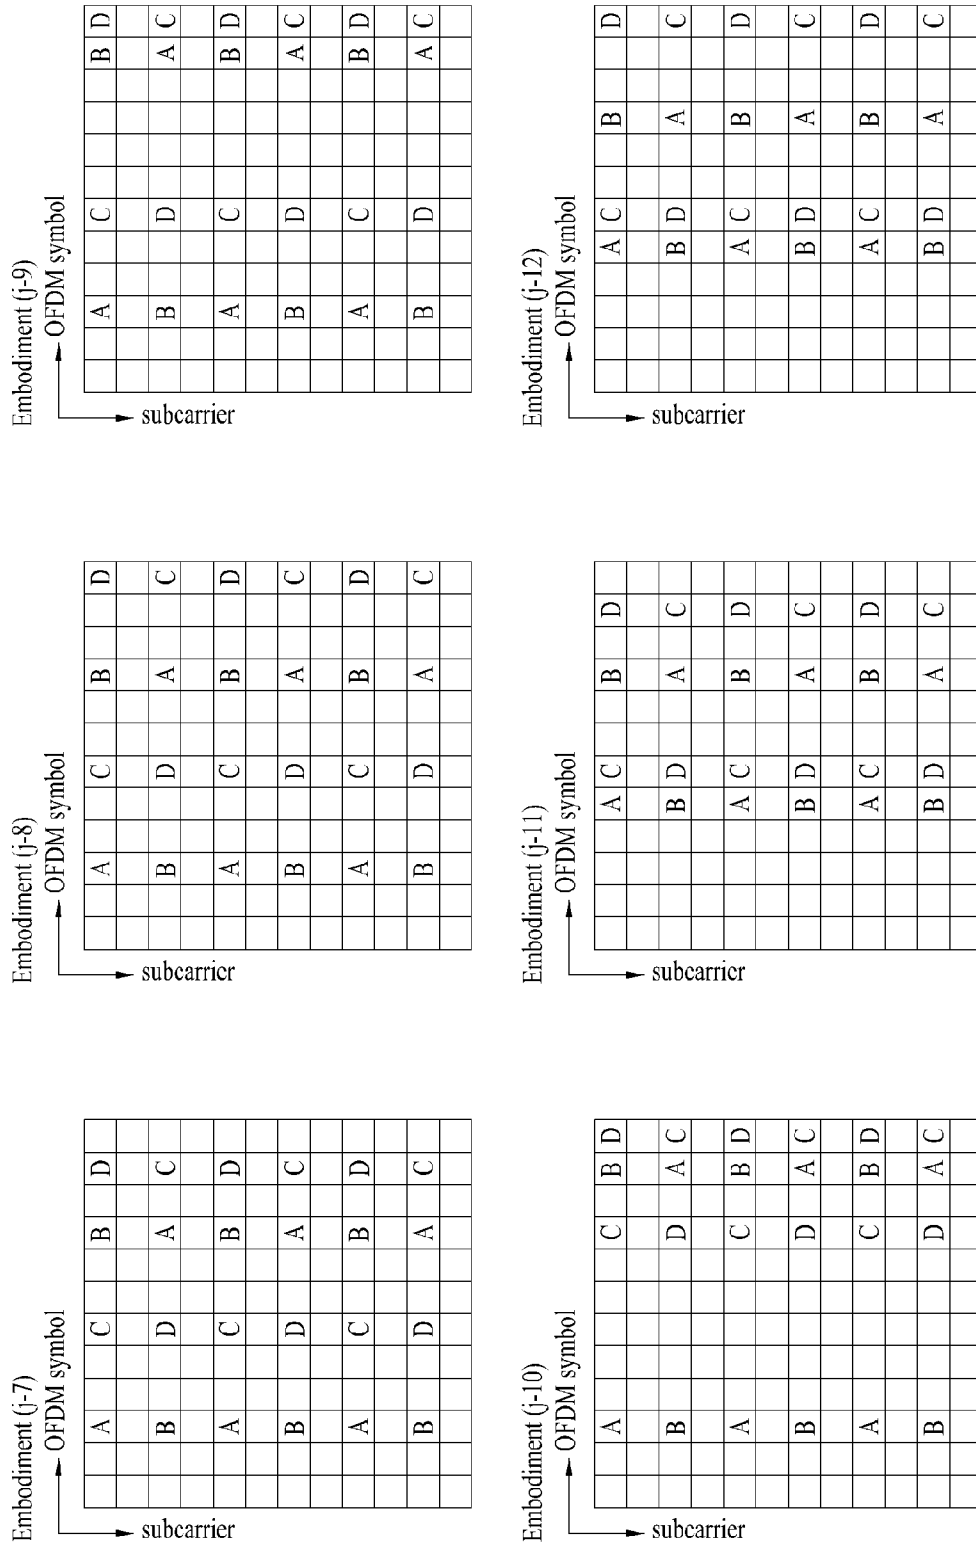 Embodiment (j-7)
OFDM symbol
subcarrier
A C B D
B D A C
A C B D
B D A C
A C B D
B D A C
Embodiment (j-8)
OFDM symbol
subcarrier
A C B D
B D A C
A C B D
B D A C
A C B D
B D A C
Embodiment (j-9)
OFDM symbol
subcarrier
A C B D
B D A C
A C B D
B D A C
A C B D
B D A C
Embodiment (j-10)
OFDM symbol
subcarrier
A C B D
B D A C
A C B D
B D A C
A C B D
B D A C
Embodiment (j-11)
OFDM symbol
subcarrier
A C B D
B D A C
A C B D
B D A C
A C B D
B D A C
Embodiment (j-12)
OFDM symbol
subcarrier
A C B D
B D A C
A C B D
B D A C
A C B D
B D A C